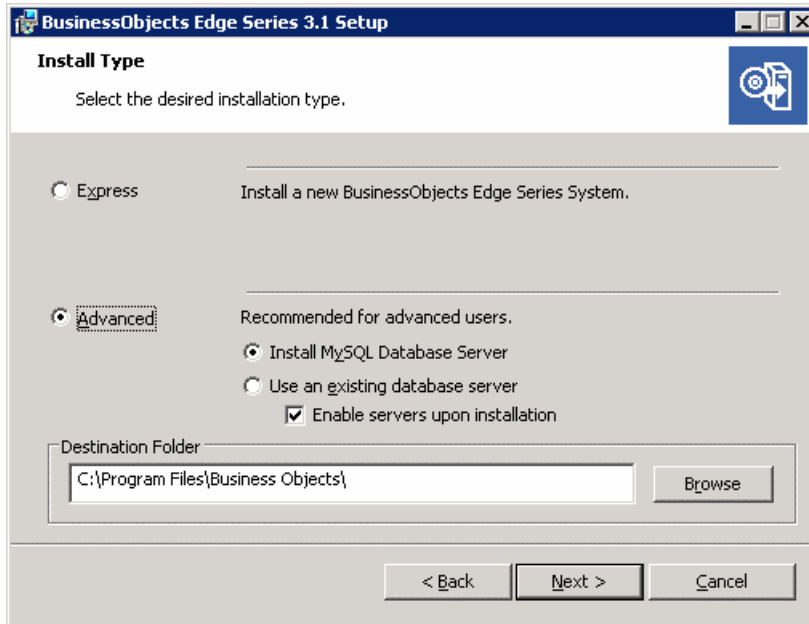 BusinessObjects Edge Series 3.1 Setup
Install Type
Select the desired installation type.
Express
Install a new BusinessObjects Edge Series System.
Advanced
Recommended for advanced users.
Install MySQL Database Server
Use an existing database server
Enable servers upon installation
Destination Folder
C:\Program Files\Business Objects\
Browse
< Back
Next >
Cancel